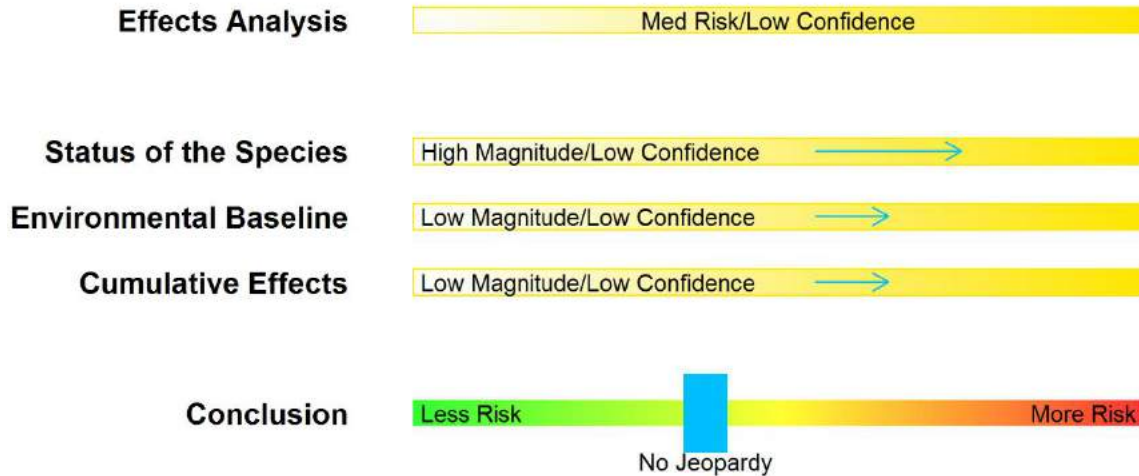 Effects Analysis Med Risk/Low Confidence
Status of the Species High Magnitude/Low Confidence
Environmental Baseline Low Magnitude/Low Confidence
Cumulative Effects Low Magnitude/Low Confidence
Conclusion Less Risk More Risk
No Jeopardy